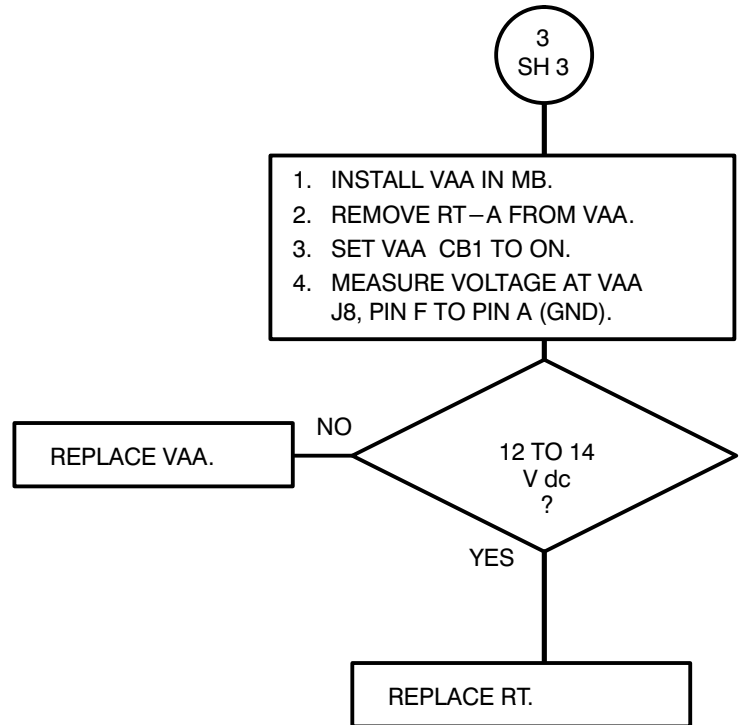 3
SH 3
1. INSTALL VAA IN MB.
2. REMOVE RT–A FROM VAA.
3. SET VAA CB1 TO ON.
4. MEASURE VOLTAGE AT VAA
J8, PIN F TO PIN A (GND).
NO
REPLACE VAA.
12 TO 14
V dc
?
YES
REPLACE RT.